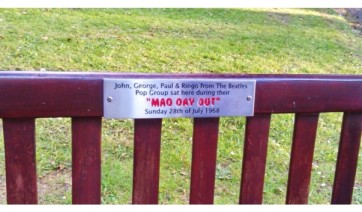 John, George, Paul & Ringo from The Beatles
Pop Group sat here during their
"MAD DAY OUT"
Sunday 28th of July 1968